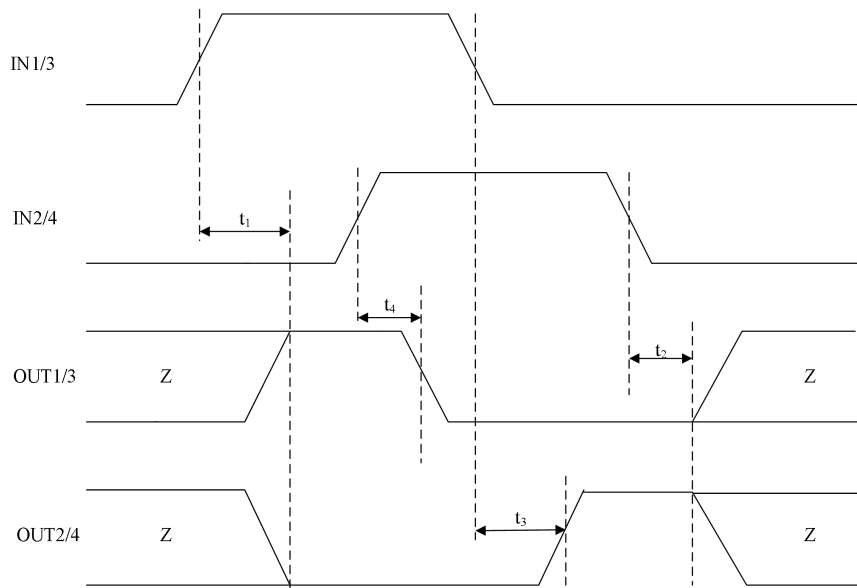 IN1/3
IN2/4
t₁
t₄
OUT1/3
Z
t₂
Z
OUT2/4
Z
t₃
Z